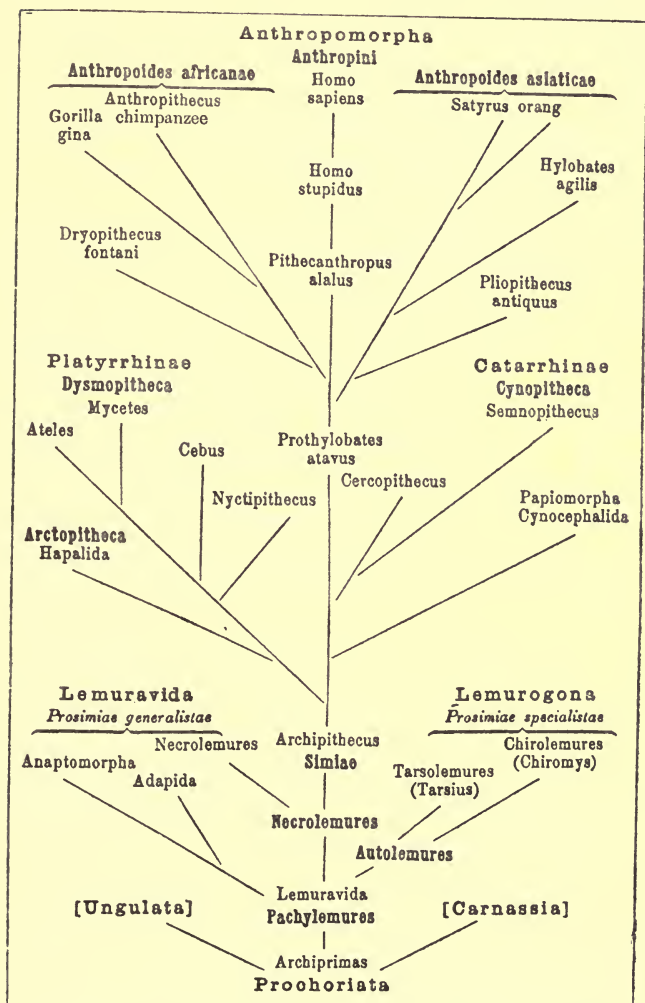 Anthropomorpha
Anthropini
Anthropoides africanae
Homo
sapiens
Anthropoides asiaticae
Anthropithecus
Gorilla chimpanzee
gina
Satyrus orang
Homo
stupidus
Hylobates
agilis
Dryopithecus
fontani
Pithecanthropus
alalus
Pliopithecus
antiquus
Platyrrhinae
Dysmopitheca
Mycetes
Catarrhinae
Cynopitheca
Semnopithecus
Ateles
Cebus
Prothylobates
atavus
Nyctipithecus
Cercopithecus
Papiomorpha
Cynocephalida
Arctopitheca
Hapalida
Lemuravida
Prosimiae generalistae
Lemurogona
Prosimiae specialistae
Necrolemures
Anaptomorpha
Adapida
Archipithecus
Simiae
Chirolemures
(Chiromys)
Tarsolemures
(Tarsius)
Necrolemures
Autolemures
Lemuravida
Pachylemures
[Ungulata]
[Carnassia]
Archiprimas
Prochoriata